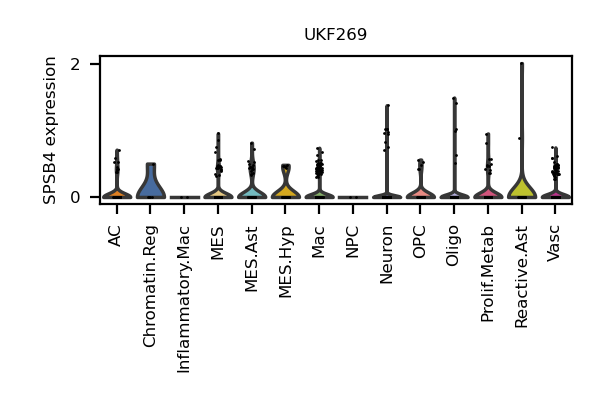 UKF269
SPSB4 expression
2
0
AC
Chromatin.Reg
Inflammatory.Mac
MES
MES.Ast
MES.Hyp
Mac
NPC
Neuron
OPC
Oligo
Prolif.Metab
Reactive.Ast
Vasc